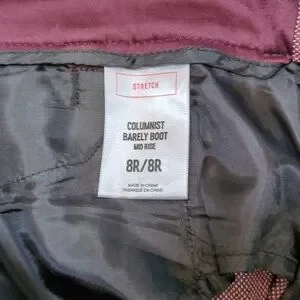 STRETCH
COLUMNIST
BARELY BOOT
MID RISE
8R/8R
MADE IN CHINA
FABRIQUÉ EN CHINE